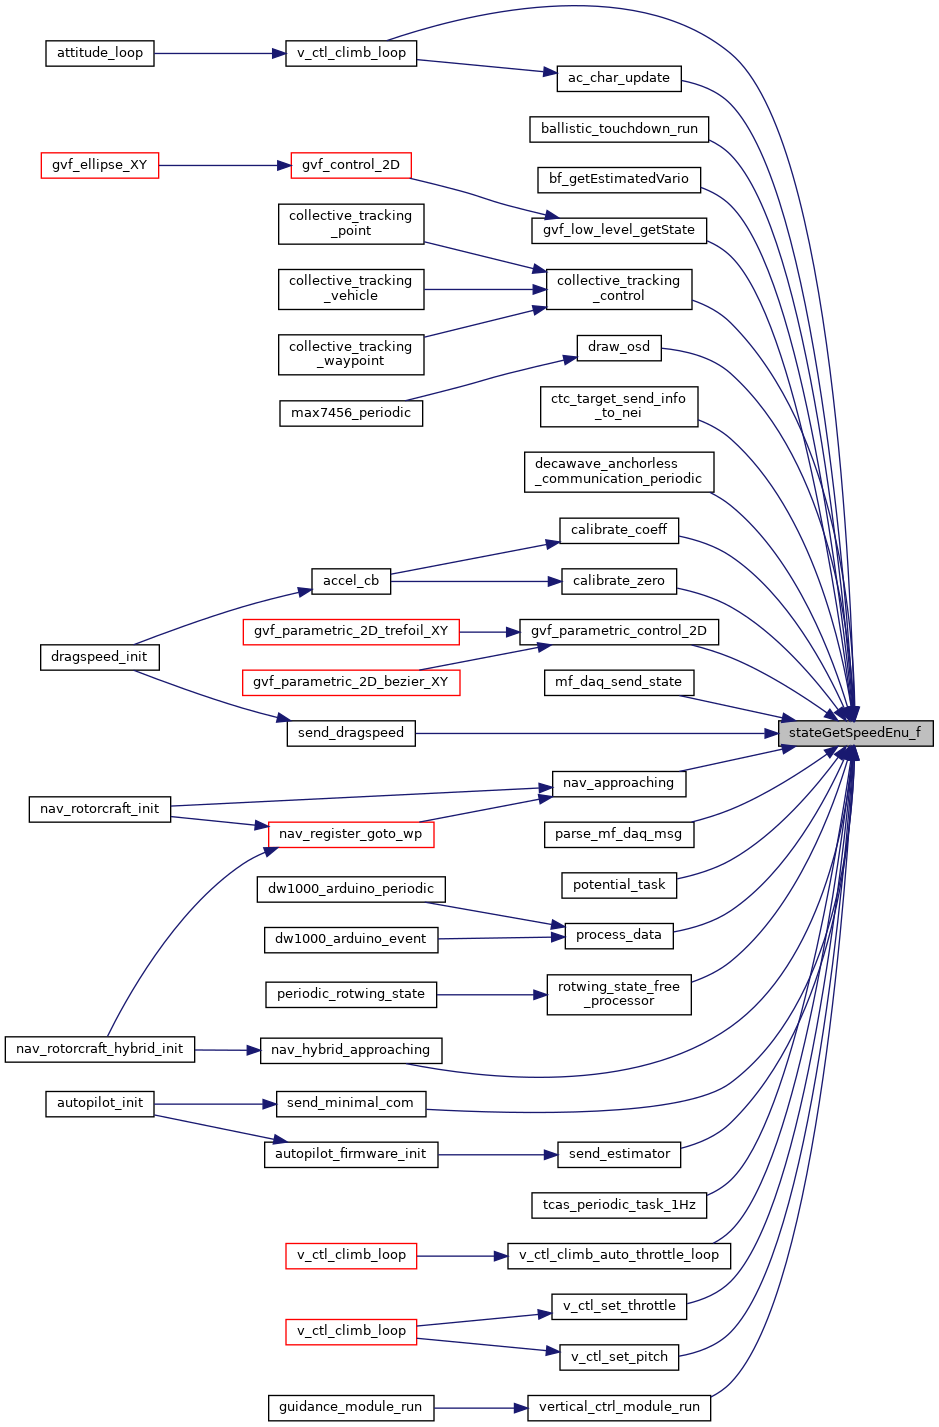 attitude_loop
v_ctl_climb_loop
ac_char_update
ballistic_touchdown_run
gvf_ellipse_XY
gvf_control_2D
bf_getEstimatedVario
collective_tracking
_point
gvf_low_level_getState
collective_tracking
_vehicle
collective_tracking
_control
collective_tracking
_waypoint
draw_osd
max7456_periodic
ctc_target_send_info
_to_nei
decawave_anchorless
_communication_periodic
calibrate_coeff
accel_cb
calibrate_zero
gvf_parametric_2D_trefoil_XY
gvf_parametric_control_2D
dragspeed_init
gvf_parametric_2D_bezier_XY
mf_daq_send_state
send_dragspeed
stateGetSpeedEnu_f
nav_approaching
nav_rotorcraft_init
nav_register_goto_wp
parse_mf_daq_msg
dw1000_arduino_periodic
potential_task
dw1000_arduino_event
process_data
periodic_rotwing_state
rotwing_state_free
_processor
nav_rotorcraft_hybrid_init
nav_hybrid_approaching
autopilot_init
send_minimal_com
autopilot_firmware_init
send_estimator
tcas_periodic_task_1Hz
v_ctl_climb_loop
v_ctl_climb_auto_throttle_loop
v_ctl_set_throttle
v_ctl_climb_loop
v_ctl_set_pitch
guidance_module_run
vertical_ctrl_module_run